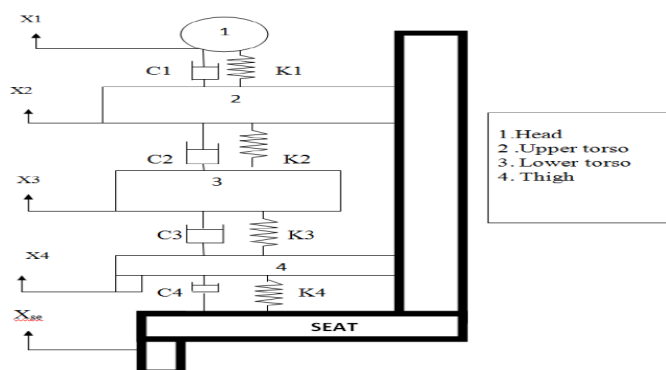 X1
1
C1
K1
X2
2
C2
K2
X3
3
C3
K3
X4
4
C4
K4
Xse
SEAT
1.Head
2 .Upper torso
3. Lower torso
4. Thigh